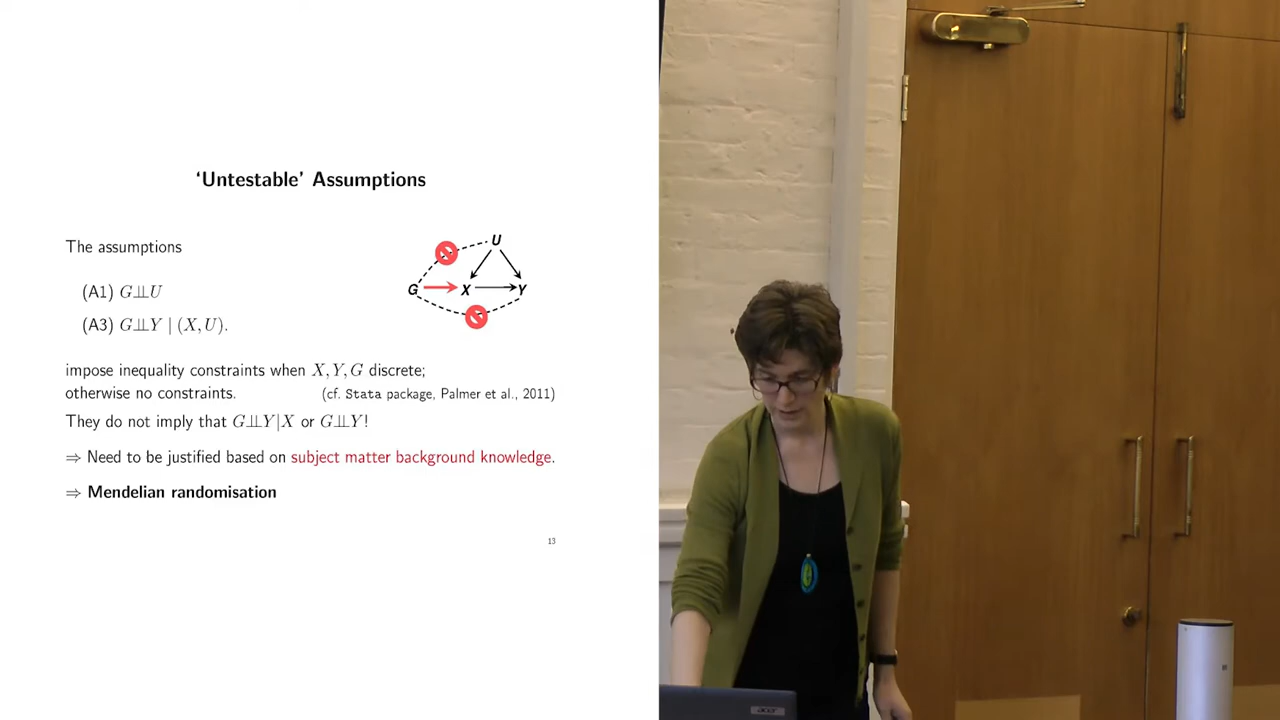 ‘Untestable’ Assumptions
The assumptions
(A1) G⊥⊥U
(A3) G⊥⊥Y | (X, U).
U
G X Y
impose inequality constraints when X, Y, G discrete;
otherwise no constraints. (cf. Stata package, Palmer et al., 2011)
They do not imply that G⊥⊥Y|X or G⊥⊥Y!
⇒ Need to be justified based on subject matter background knowledge.
⇒ Mendelian randomisation
13
acer